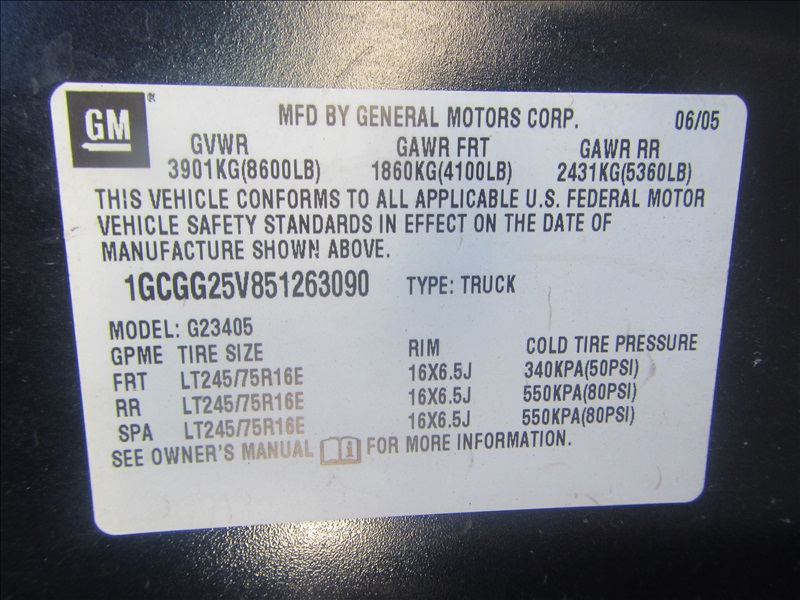 GM®
MFD BY GENERAL MOTORS CORP. 06/05
GVWR GAWR FRT GAWR RR
3901KG(8600LB) 1860KG(4100LB) 2431KG(5360LB)
THIS VEHICLE CONFORMS TO ALL APPLICABLE U.S. FEDERAL MOTOR
VEHICLE SAFETY STANDARDS IN EFFECT ON THE DATE OF
MANUFACTURE SHOWN ABOVE.
1GCGG25V851263090 TYPE: TRUCK
MODEL: G23405
GPME TIRE SIZE RIM COLD TIRE PRESSURE
FRT LT245/75R16E 16X6.5J 340KPA(50PSI)
RR LT245/75R16E 16X6.5J 550KPA(80PSI)
SPA LT245/75R16E 16X6.5J 550KPA(80PSI)
SEE OWNER'S MANUAL i FOR MORE INFORMATION.